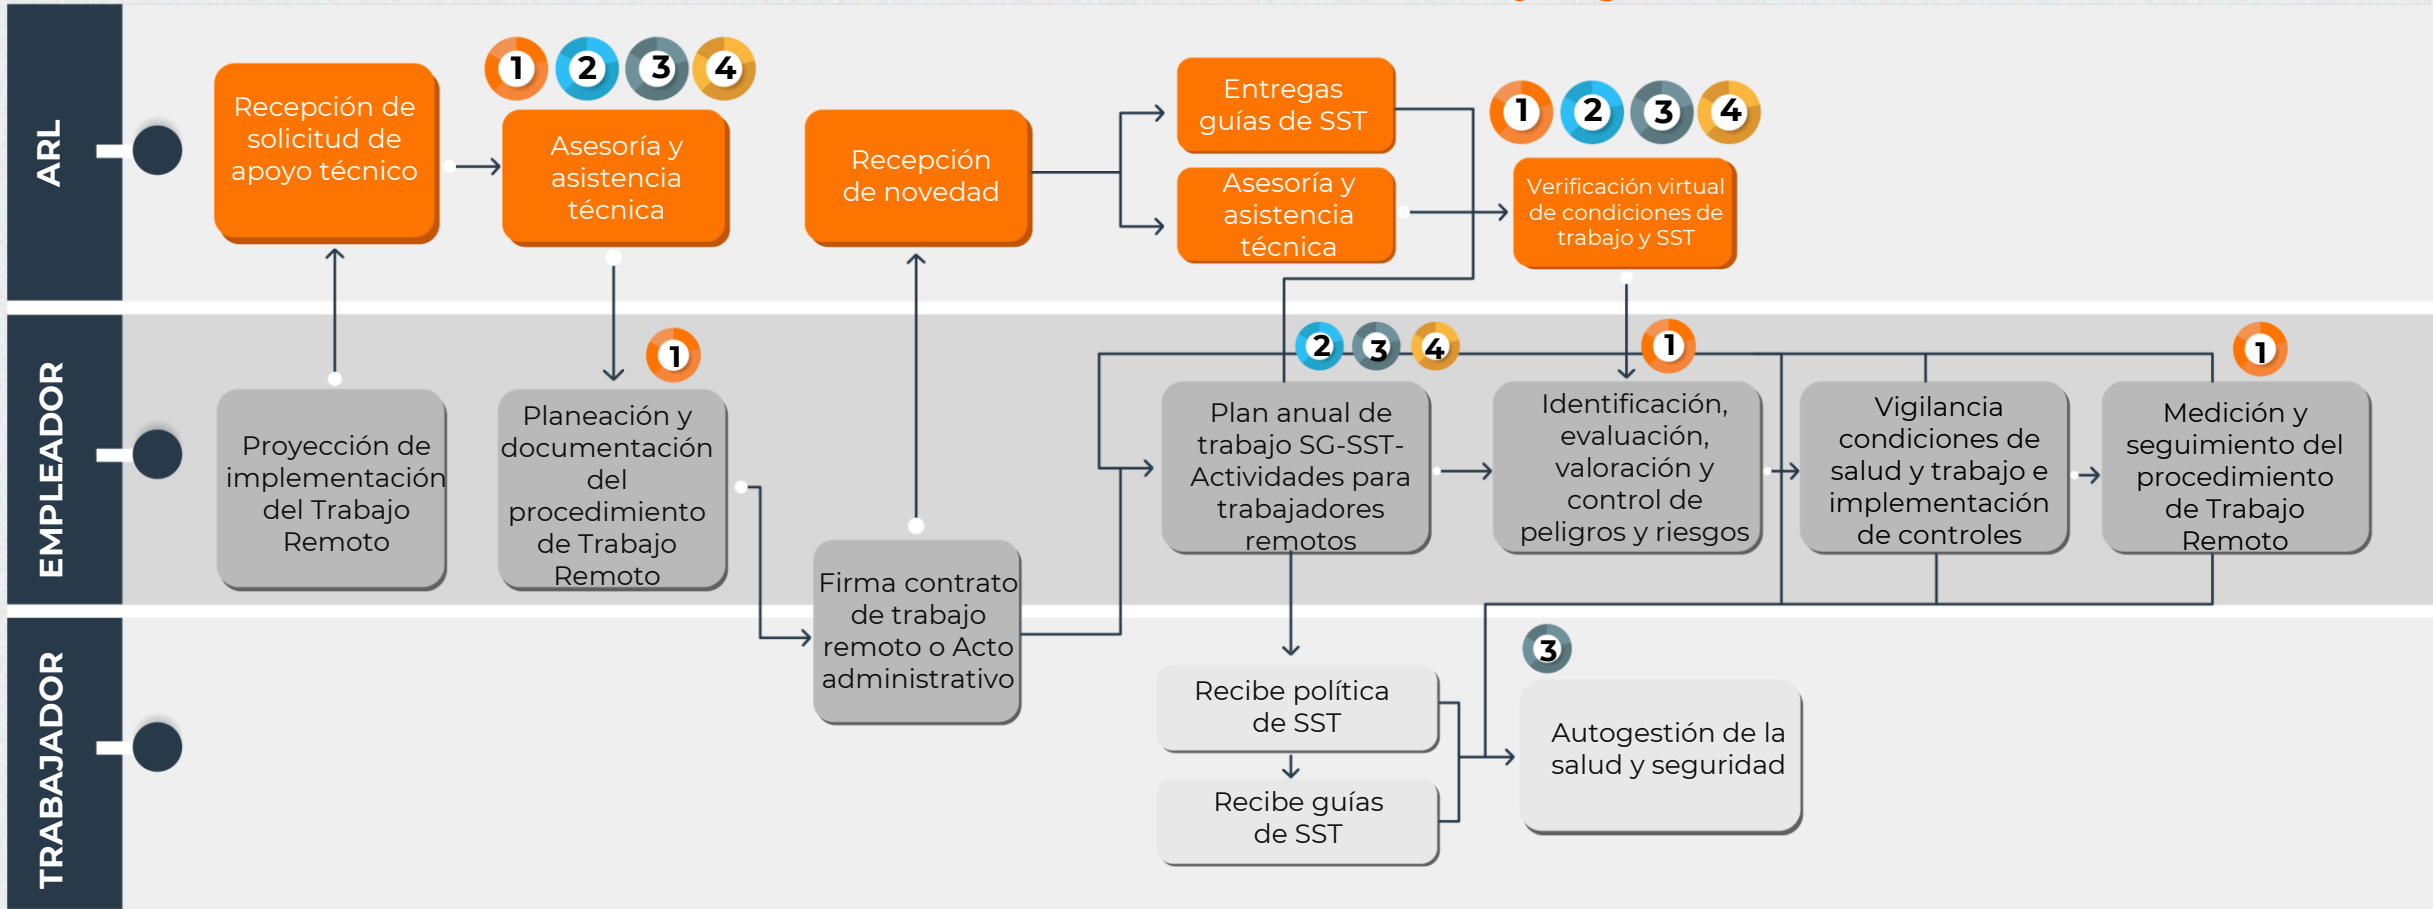 ARL
Recepción de
solicitud de
apoyo técnico
1
2
3
4
Asesoría y
asistencia
técnica
Recepción
de novedad
Entregas
guías de SST
Asesoría y
asistencia
técnica
1
2
3
4
Verificación virtual
de condiciones de
trabajo y SST
EMPLEADOR
Proyección de
implementación
del Trabajo
Remoto
1
Planeación y
documentación
del
procedimiento
de Trabajo
Remoto
Firma contrato
de trabajo
remoto o Acto
administrativo
2
3
4
Plan anual de
trabajo SG-SST-
Actividades para
trabajadores
remotos
1
Identificación,
evaluación,
valoración y
control de
peligros y riesgos
Vigilancia
condiciones de
salud y trabajo e
implementación
de controles
1
Medición y
seguimiento del
procedimiento
de Trabajo
Remoto
TRABAJADOR
Recibe política
de SST
Recibe guías
de SST
3
Autogestión de la
salud y seguridad